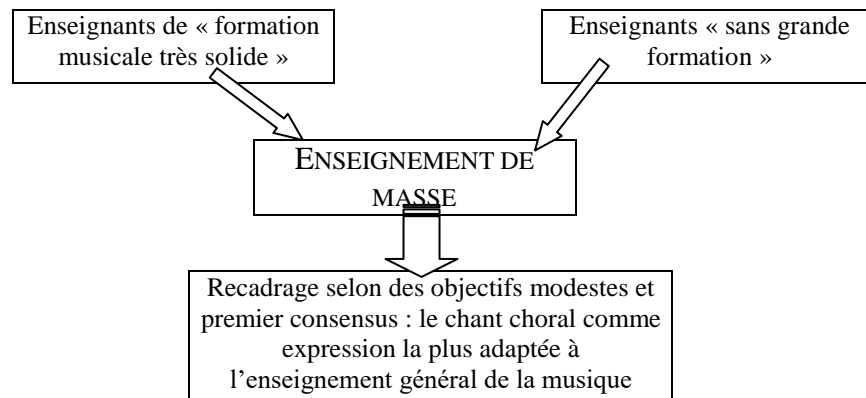 Enseignants de « formation
musicale très solide »
Enseignants « sans grande
formation »
ENSEIGNEMENT DE
MASSE
Recadrage selon des objectifs modestes et
premier consensus : le chant choral comme
expression la plus adaptée à
l’enseignement général de la musique